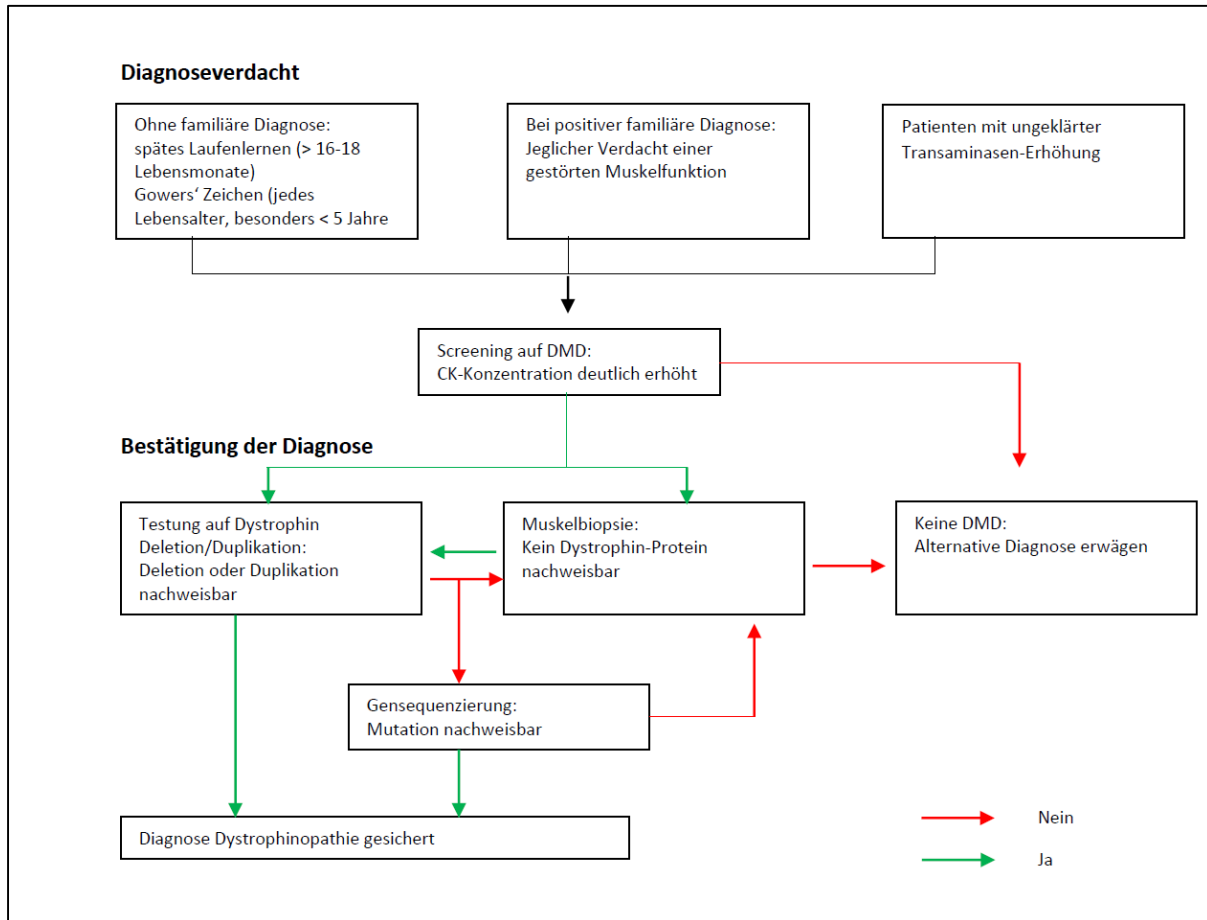 Diagnoseverdacht
Ohne familiäre Diagnose:
spätes Laufenlernen (> 16-18
Lebensmonate)
Gowers‘ Zeichen (jedes
Lebensalter, besonders < 5 Jahre
Bei positiver familiäre Diagnose:
Jeglicher Verdacht einer
gestörten Muskelfunktion
Patienten mit ungeklärter
Transaminasen-Erhöhung
Screening auf DMD:
CK-Konzentration deutlich erhöht
Bestätigung der Diagnose
Testung auf Dystrophin
Deletion/Duplikation:
Deletion oder Duplikation
nachweisbar
Muskelbiopsie:
Kein Dystrophin-Protein
nachweisbar
Keine DMD:
Alternative Diagnose erwägen
Gensequenzierung:
Mutation nachweisbar
Diagnose Dystrophinopathie gesichert
Nein
Ja